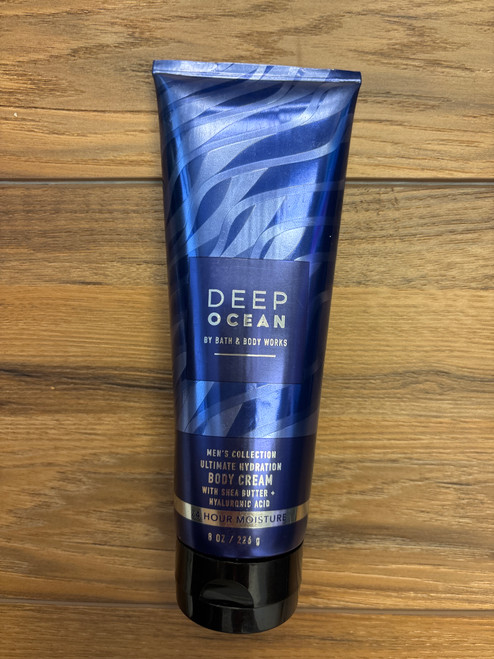 DEEP
OCEAN
BY BATH & BODY WORKS
MEN'S COLLECTION
ULTIMATE HYDRATION
BODY CREAM
WITH SHEA BUTTER +
HYALURONIC ACID
4 HOUR MOISTURE
8 OZ / 226 g